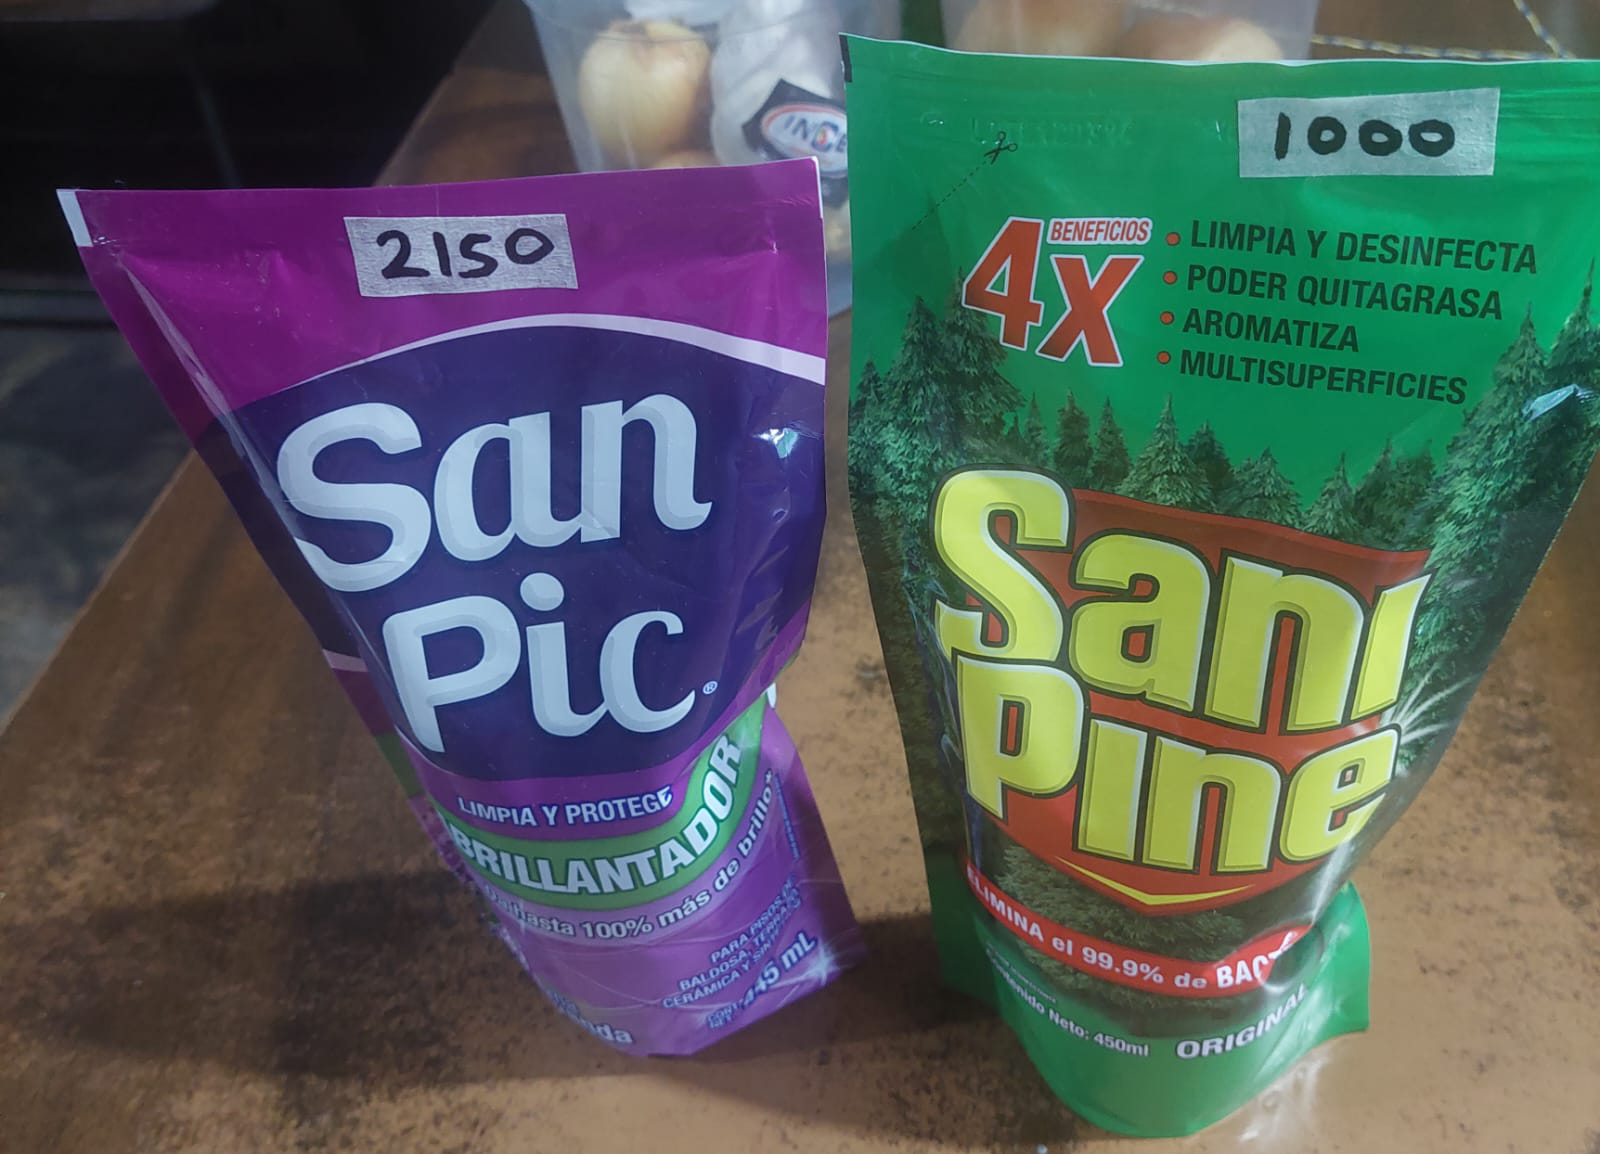 2150
San
Pic®
LIMPIA Y PROTEGE
BRILLANTADOR
hasta 100% más de brillo*
PARA PISOS DE
BALDOSA, TERRAZO
CERÁMICA Y
445 mL
1000
4X
BENEFICIOS
• LIMPIA Y DESINFECTA
• PODER QUITAGRASA
• AROMATIZA
• MULTISUPERFICIES
Sani
Pine
ELIMINA el 99.9% de BACT
Contenido Neto: 450ml
ORIGINAL